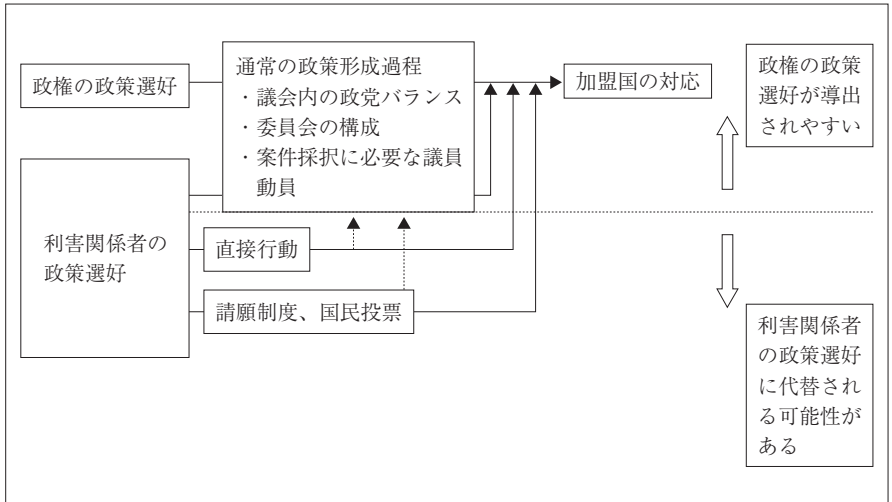 政権の政策選好
通常の政策形成過程
・議会内の政党バランス
・委員会の構成
・案件採択に必要な議員
動員
加盟国の対応
政権の政策
選好が導出
されやすい
利害関係者の
政策選好
直接行動
請願制度、国民投票
利害関係者
の政策選好
に代替され
る可能性が
ある